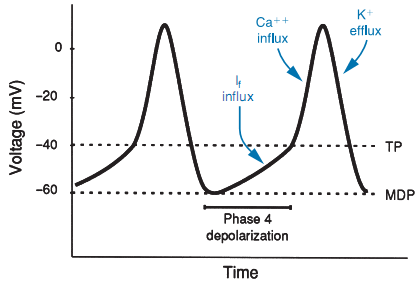 Ca++
influx
K+
efflux
0
If
influx
−20
Voltage (mV)
−40
TP
−60
MDP
Phase 4
depolarization
Time